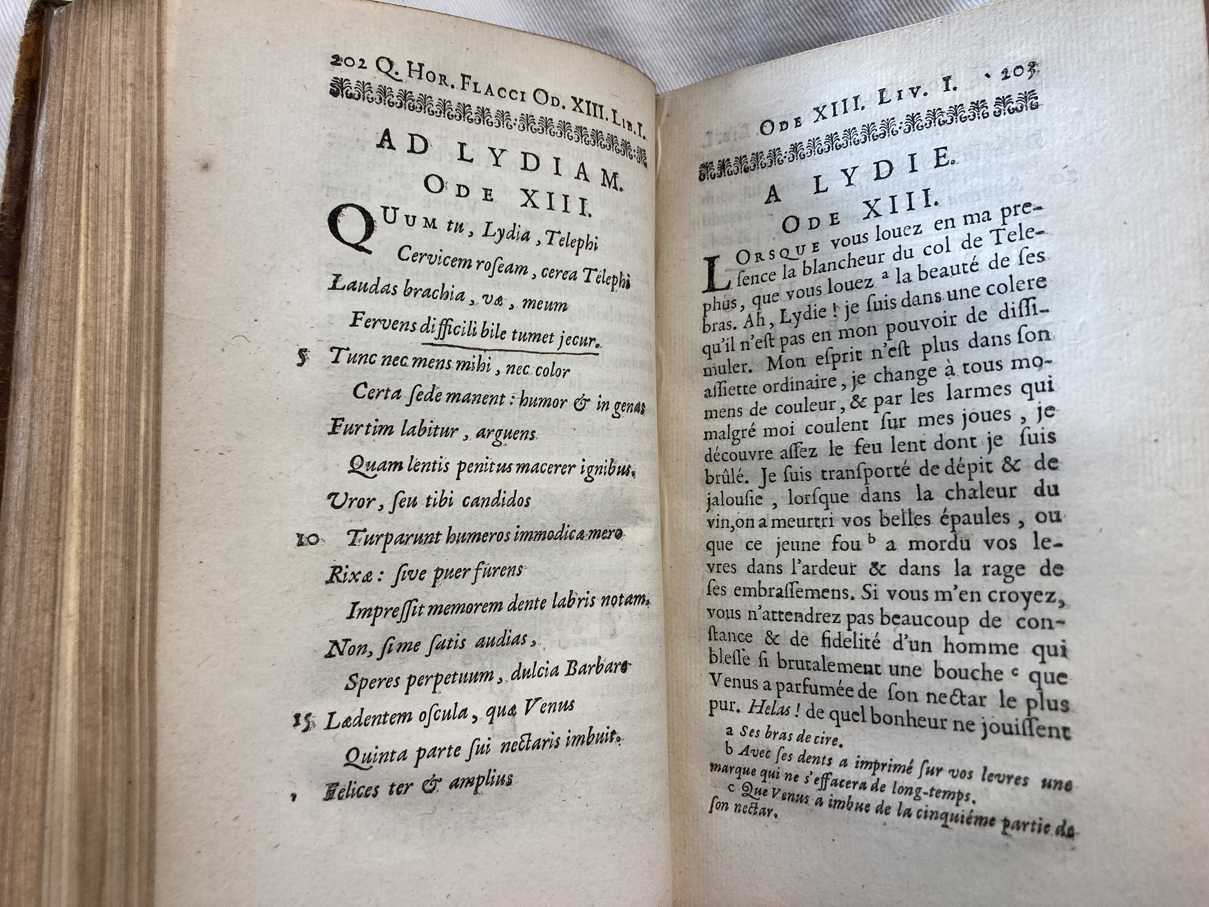 202 Q. HOR. FLACCI OD. XIII. LIB. I.
AD LYDIAM.
ODE XIII.
QUUM tu, Lydia, Telephi
Cervicem roſeam, cerea Telephi
Laudas brachia, væ, meum
Fervens difficili bile tumet jecur.
5 Tunc nec mens mihi, nec color
Certa ſede manent: humor & in genas
Furtim labitur, arguens
Quam lentis penitus macerer ignibus.
Uror, ſeu tibi candidos
10 Turparunt humeros immodicæ mero
Rixæ: ſive puer furens
Impreſſit memorem dente labris notam.
Non, ſi me ſatis audias,
Speres perpetuum, dulcia Barbare
15 Lædentem oſcula, quæ Venus
Quinta parte ſui nectaris imbuit.
Felices ter & amplius
ODE XIII. LIV. I. 203
A LYDIE.
ODE XIII.
LORSQUE vous louez en ma pre-
ſence la blancheur du col de Tele-
phus, que vous louez a la beauté de ſes
bras. Ah, Lydie! je ſuis dans une colere
qu'il n'eſt pas en mon pouvoir de diſſi-
muler. Mon eſprit n'eſt plus dans ſon
aſſiette ordinaire, je change à tous mo-
mens de couleur, & par les larmes qui
malgré moi coulent ſur mes joues, je
découvre aſſez le feu lent dont je ſuis
brûlé. Je ſuis tranſporté de dépit & de
jalouſie, lorſque dans la chaleur du
vin, on a meurtri vos belles épaules, ou
que ce jeune fou b a mordu vos le-
vres dans l'ardeur & dans la rage de
ſes embraſſemens. Si vous m'en croyez,
vous n'attendrez pas beaucoup de con-
ſtance & de fidelité d'un homme qui
bleſſe ſi brutalement une bouche c que
Venus a parfumée de ſon nectar le plus
pur. Helas! de quel bonheur ne jouiſſent
a Ses bras de cire.
b Avec ſes dents a imprimé ſur vos levres une
marque qui ne s'effacera de long-temps.
c Que Venus a imbue de la cinquiéme partie de
ſon nectar.